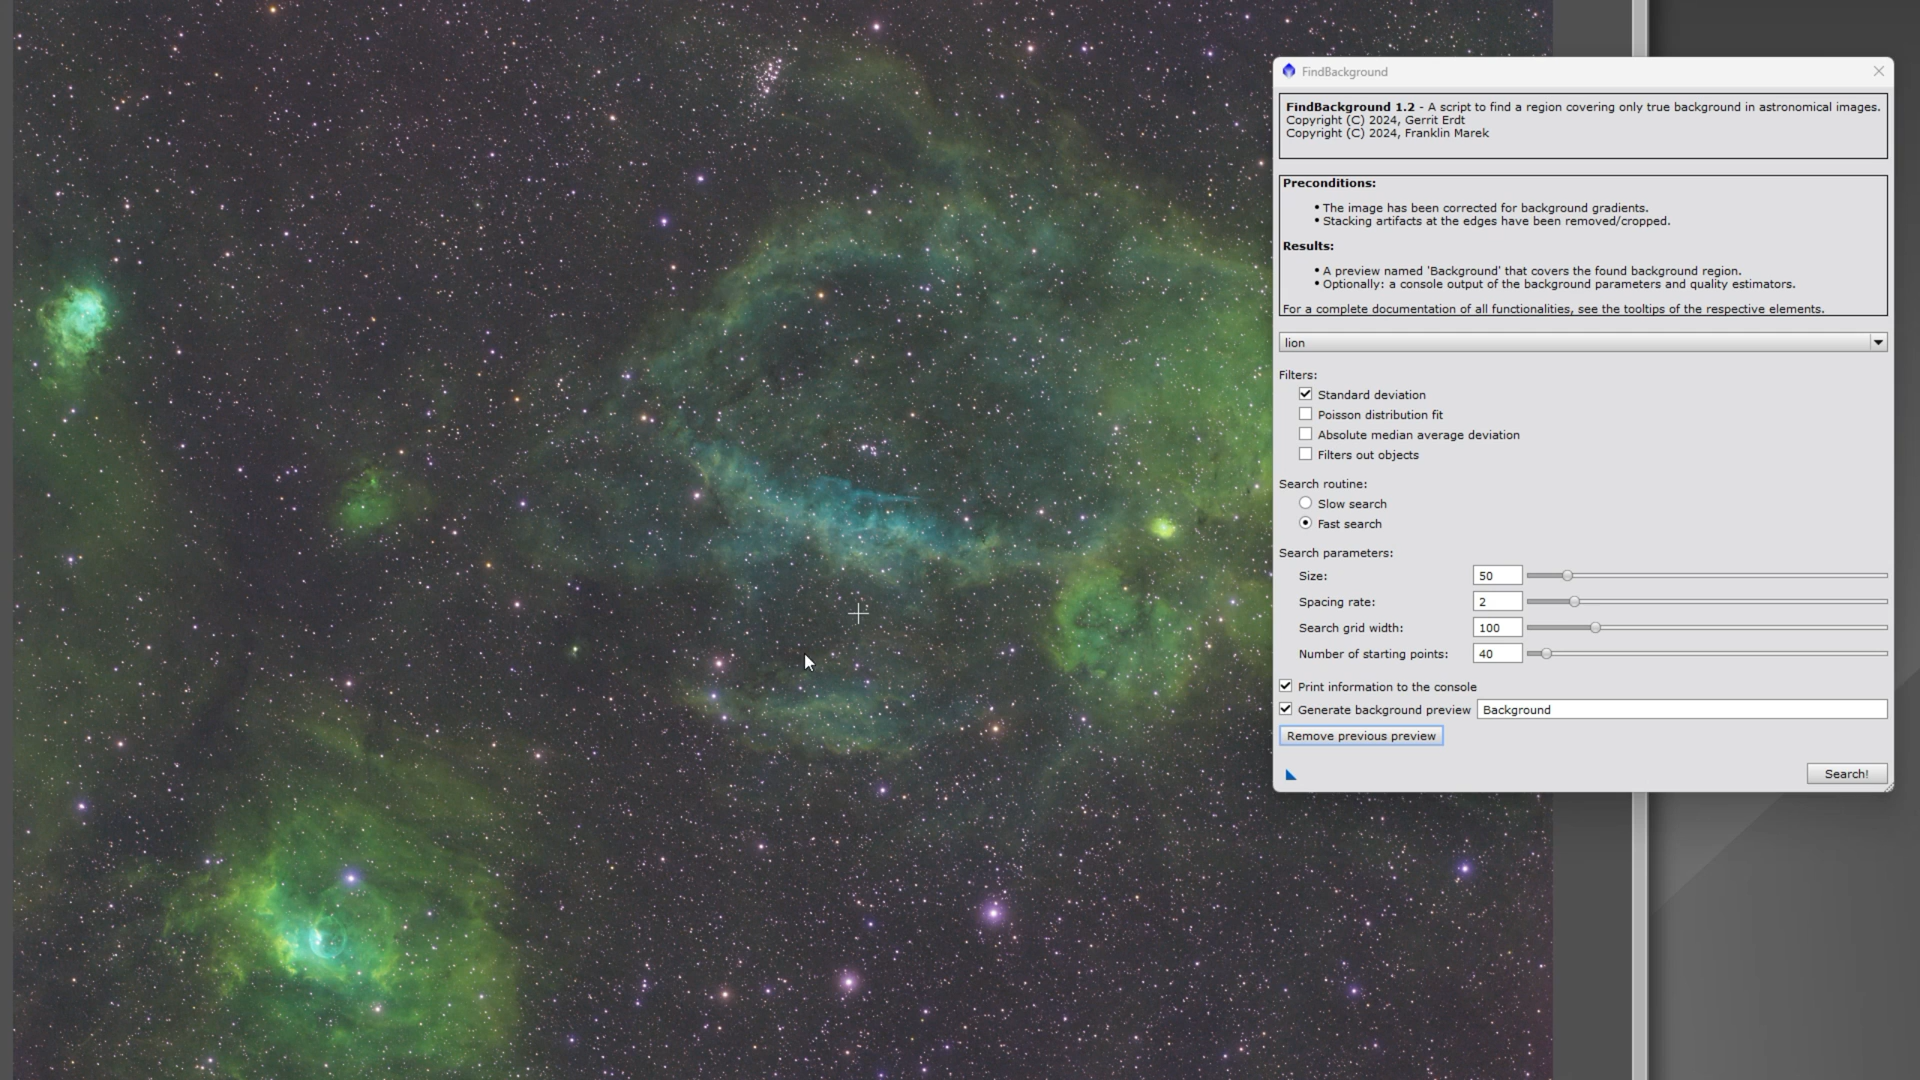 FindBackground
FindBackground 1.2 - A script to find a region covering only true background in astronomical images.
Copyright (C) 2024, Gerrit Erdt
Copyright (C) 2024, Franklin Marek
Preconditions:
• The image has been corrected for background gradients.
• Stacking artifacts at the edges have been removed/cropped.
Results:
• A preview named 'Background' that covers the found background region.
• Optionally: a console output of the background parameters and quality estimators.
For a complete documentation of all functionalities, see the tooltips of the respective elements.
lion
Filters:
Standard deviation
Poisson distribution fit
Absolute median average deviation
Filters out objects
Search routine:
Slow search
Fast search
Search parameters:
Size: 50
Spacing rate: 2
Search grid width: 100
Number of starting points: 40
Print information to the console
Generate background preview Background
Remove previous preview
Search!